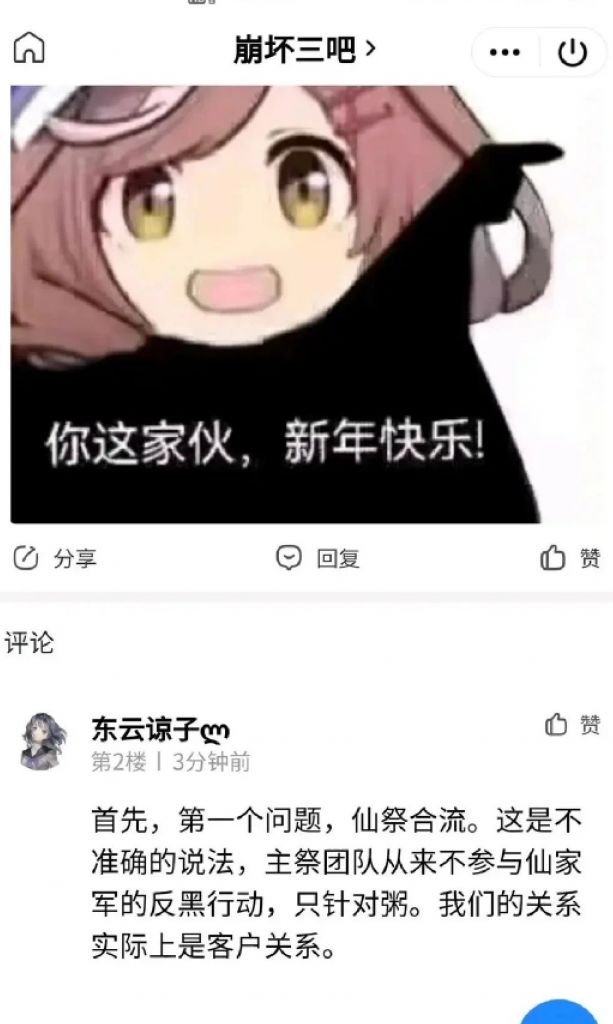 崩坏三吧
你这家伙，新年快乐!
分享
回复
赞
评论
东云谅子ლ
赞
第2楼 | 3分钟前
首先，第一个问题，仙祭合流。这是不
准确的说法，主祭团队从来不参与仙家
军的反黑行动，只针对粥。我们的关系
实际上是客户关系。